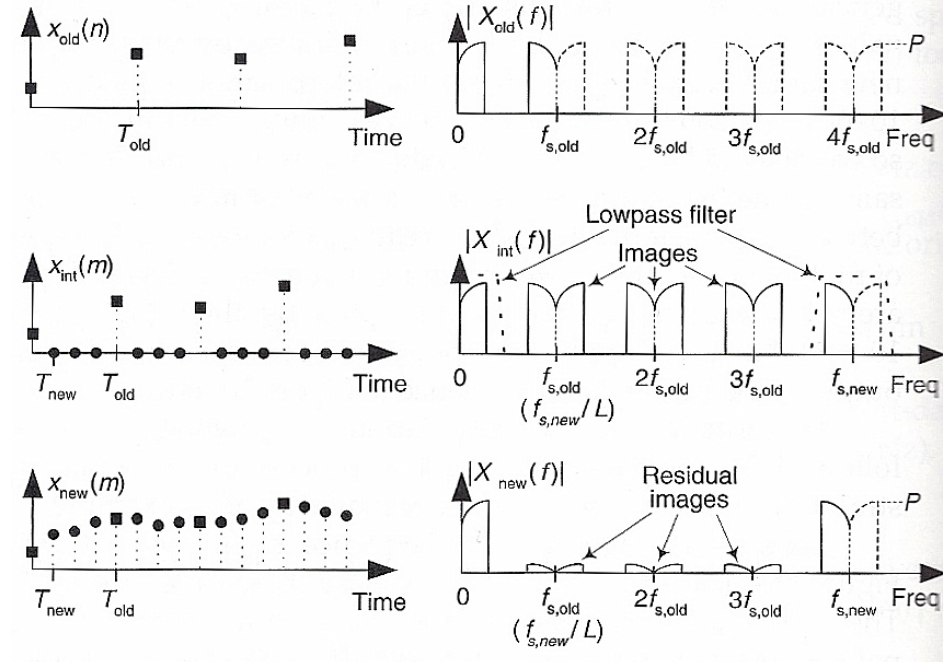 x_old(n)
T_old
Time
|X_old(f)|
P
0
f_s,old
2f_s,old
3f_s,old
4f_s,old
Freq
Lowpass filter
x_int(m)
T_new
T_old
Time
|X_int(f)|
Images
0
f_s,old
(f_s,new/L)
2f_s,old
3f_s,old
f_s,new
Freq
x_new(m)
T_new
T_old
Time
|X_new(f)|
Residual
images
P
0
f_s,old
(f_s,new/L)
2f_s,old
3f_s,old
f_s,new
Freq